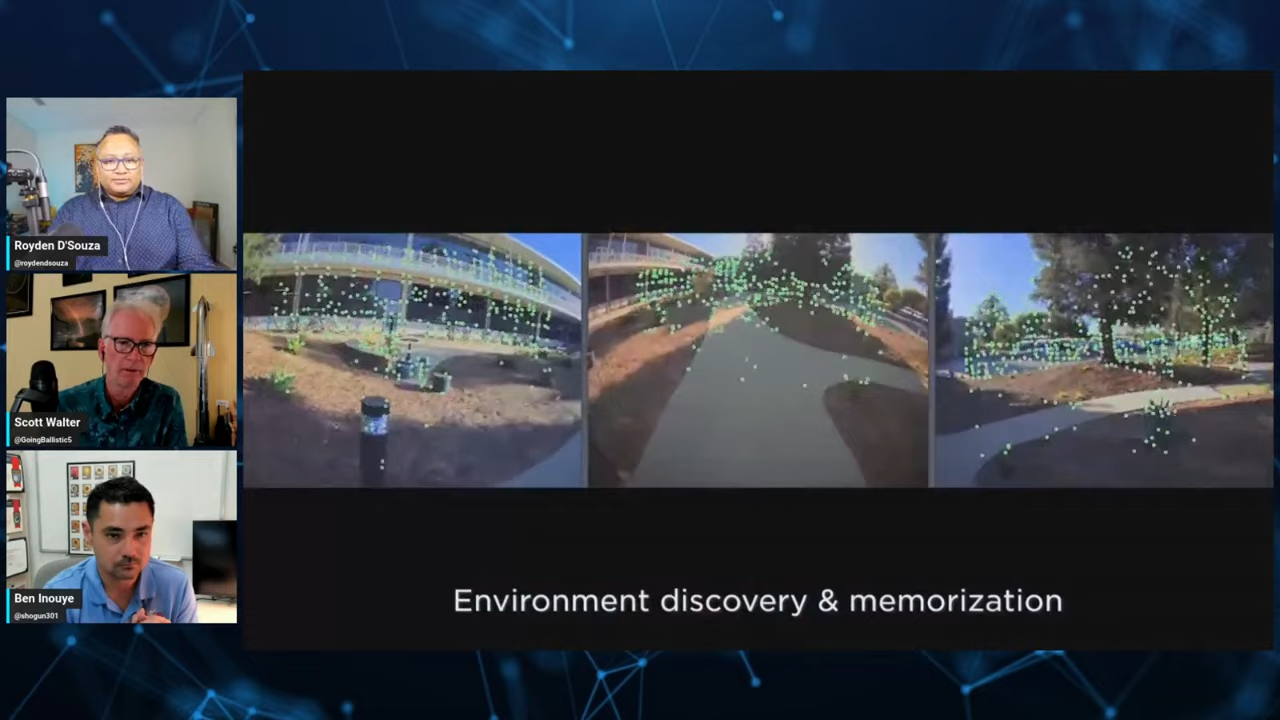 Royden D'Souza
@roydendsouza
Scott Walter
@GoingBallistic5
Ben Inouye
@shogun301
Environment discovery & memorization